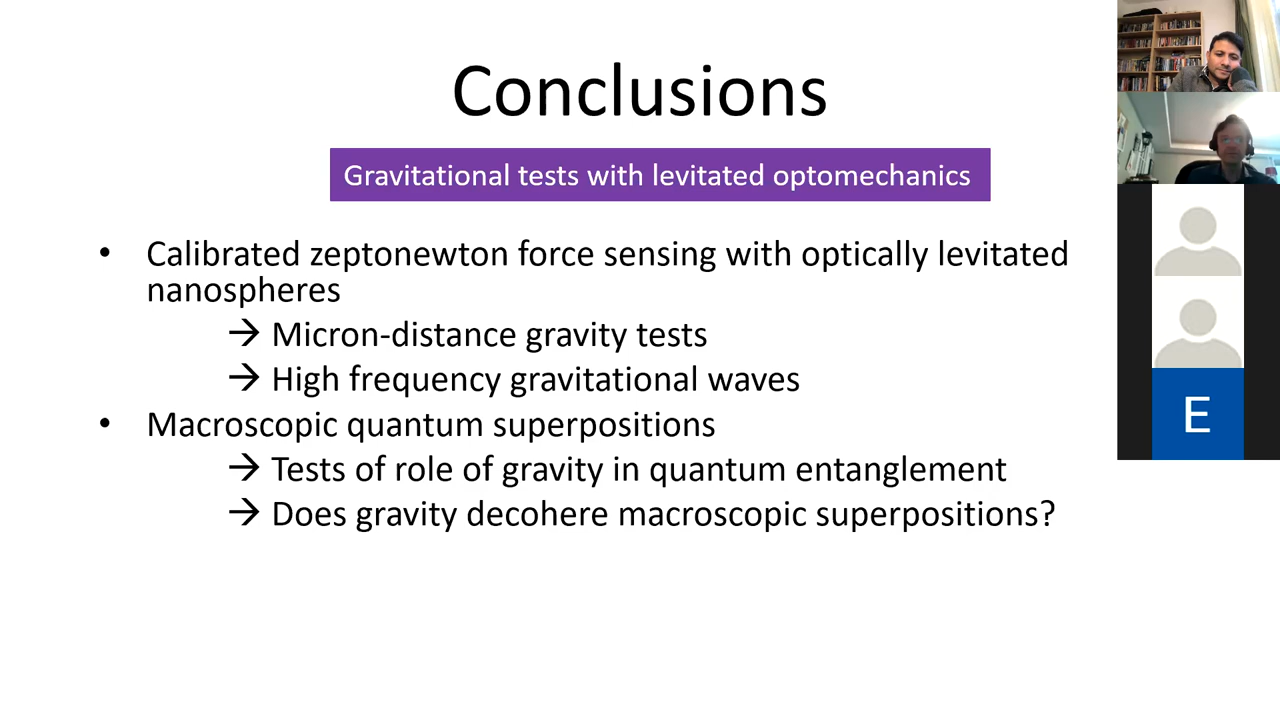 Conclusions
Gravitational tests with levitated optomechanics
• Calibrated zeptonewton force sensing with optically levitated
nanospheres
→ Micron-distance gravity tests
→ High frequency gravitational waves
• Macroscopic quantum superpositions
→ Tests of role of gravity in quantum entanglement
→ Does gravity decohere macroscopic superpositions?
E